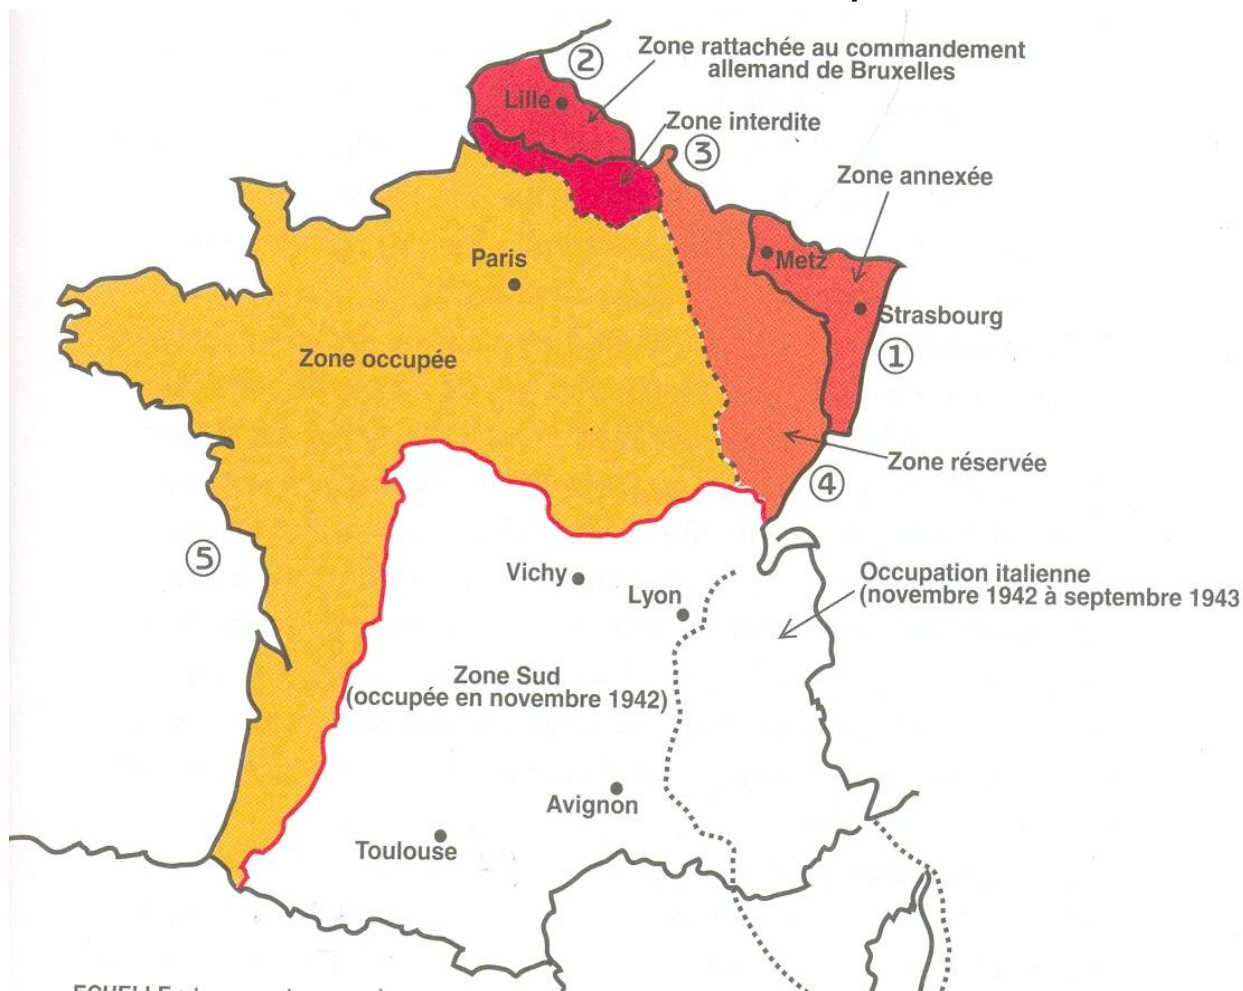 ②
Zone rattachée au commandement
allemand de Bruxelles
Lille
Zone interdite
③
Zone annexée
Metz
Paris
Strasbourg
①
Zone occupée
Zone réservée
④
⑤
Vichy
Occupation italienne
(novembre 1942 à septembre 1943
Lyon
Zone Sud
(occupée en novembre 1942)
Avignon
Toulouse